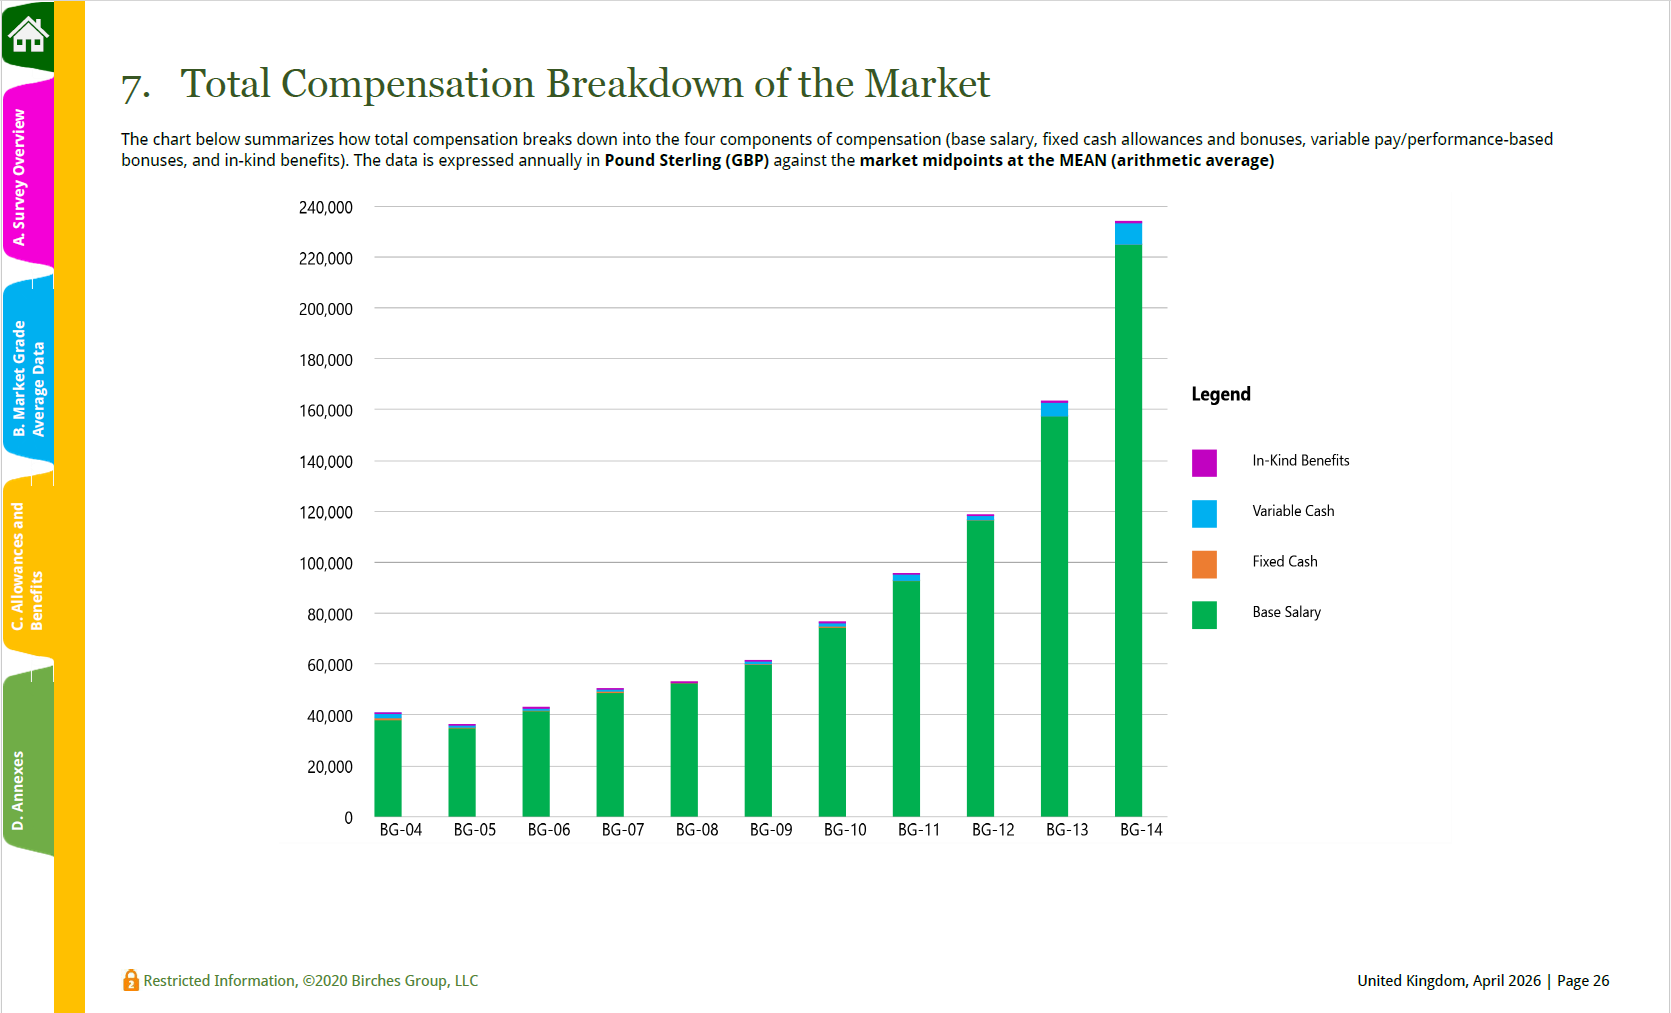 A. Survey Overview
B. Market Grade
Average Data
C. Allowances and
Benefits
D. Annexes
7. Total Compensation Breakdown of the Market
The chart below summarizes how total compensation breaks down into the four components of compensation (base salary, fixed cash allowances and bonuses, variable pay/performance-based
bonuses, and in-kind benefits). The data is expressed annually in Pound Sterling (GBP) against the market midpoints at the MEAN (arithmetic average)
240,000
220,000
200,000
180,000
160,000
140,000
120,000
100,000
80,000
60,000
40,000
20,000
0
BG-04 BG-05 BG-06 BG-07 BG-08 BG-09 BG-10 BG-11 BG-12 BG-13 BG-14
Legend
In-Kind Benefits
Variable Cash
Fixed Cash
Base Salary
2 Restricted Information, ©2020 Birches Group, LLC
United Kingdom, April 2026 | Page 26